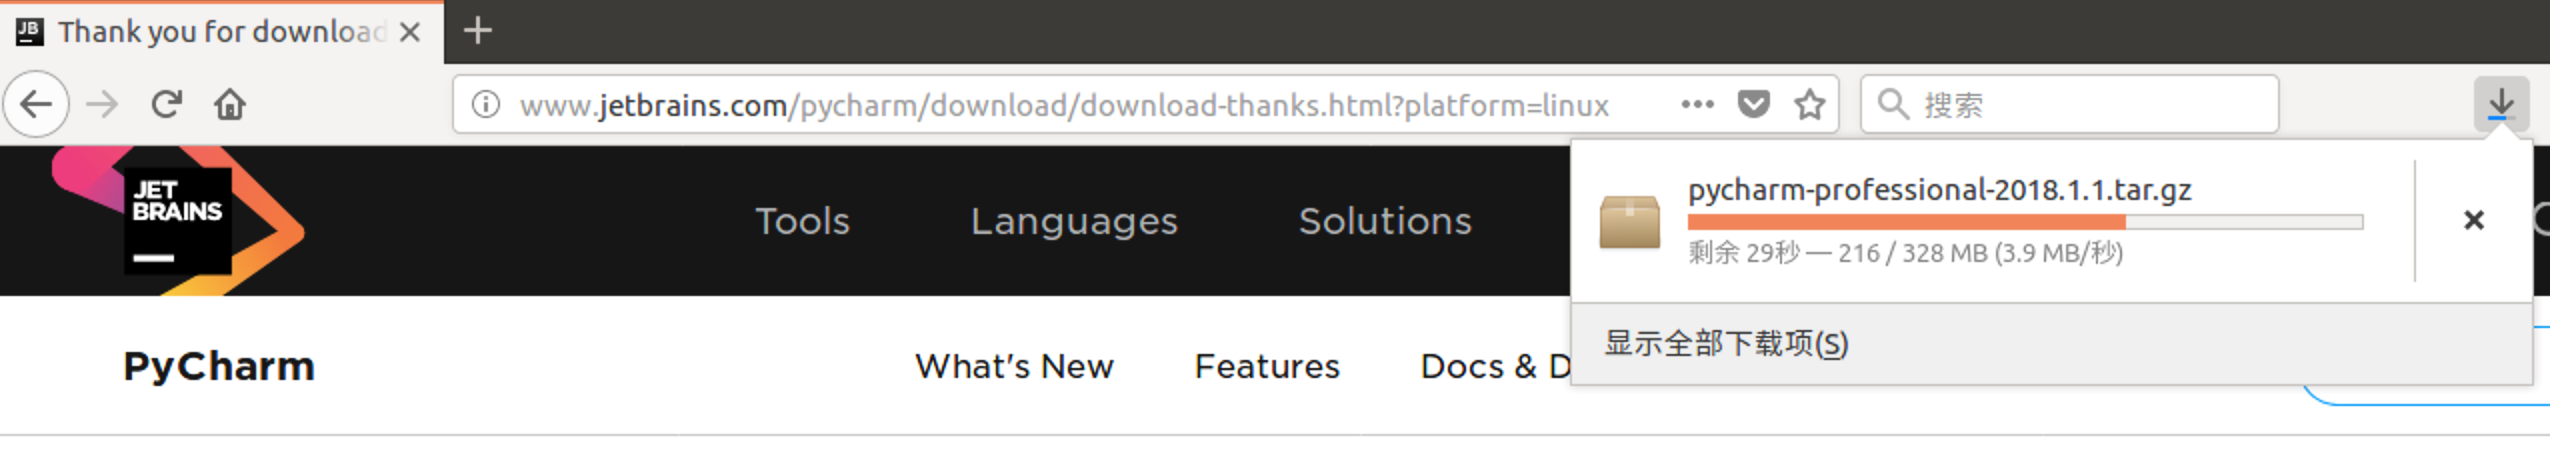 JB Thank you for download
www.jetbrains.com/pycharm/download/download-thanks.html?platform=linux
搜索
JET
BRAINS
Tools Languages Solutions
pycharm-professional-2018.1.1.tar.gz
剩余 29秒 — 216 / 328 MB (3.9 MB/秒)
显示全部下载项(S)
PyCharm What's New Features Docs & D